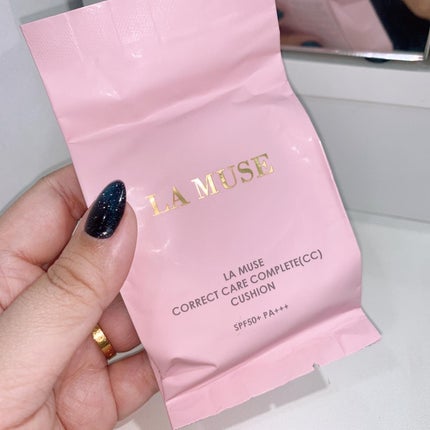 LA MUSE
LA MUSE
CORRECT CARE COMPLETE(CC)
CUSHION
SPF50+ PA+++